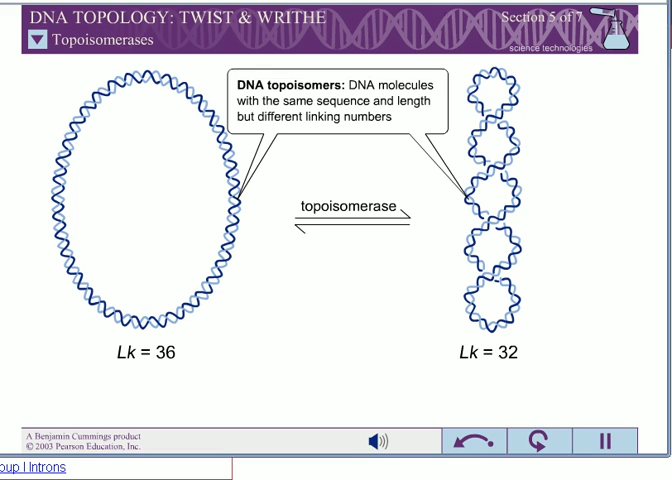 DNA TOPOLOGY: TWIST & WRITHE
Section 5 of 7
Topoisomerases
science technologies
DNA topoisomers: DNA molecules
with the same sequence and length
but different linking numbers
topoisomerase
Lk = 36
Lk = 32
A Benjamin Cummings product
© 2003 Pearson Education, Inc.
oup I Introns